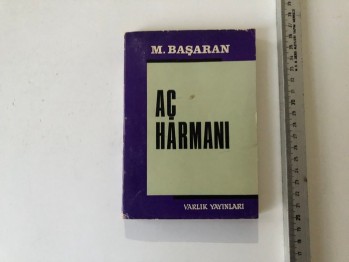 M. BAŞARAN
AÇ
HARMANI
VARLIK YAYINLARI